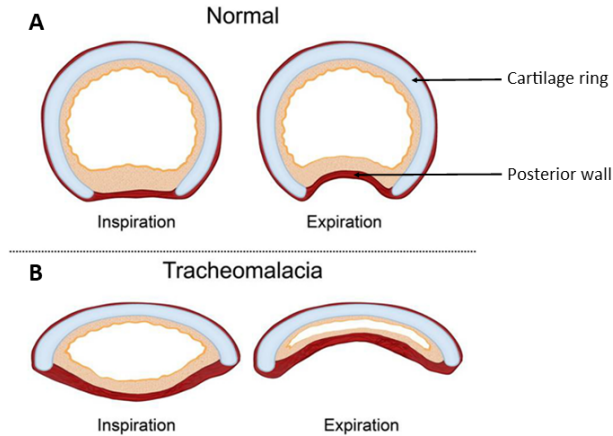 A
Normal
Cartilage ring
Posterior wall
Inspiration
Expiration
B
Tracheomalacia
Inspiration
Expiration